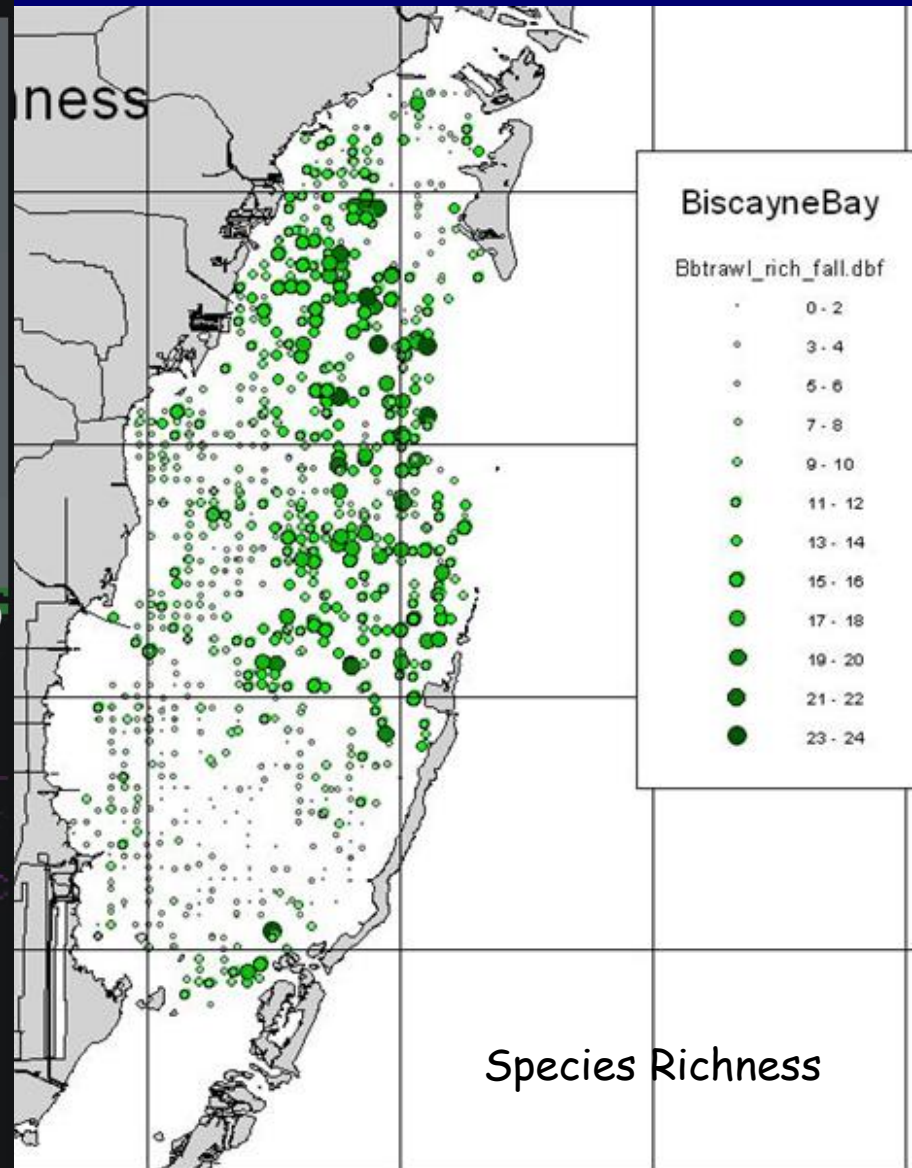 ness
BiscayneBay
Bbtrawl_rich_fall.dbf
0 - 2
3 - 4
5 - 6
7 - 8
9 - 10
11 - 12
13 - 14
15 - 16
17 - 18
19 - 20
21 - 22
23 - 24
Species Richness